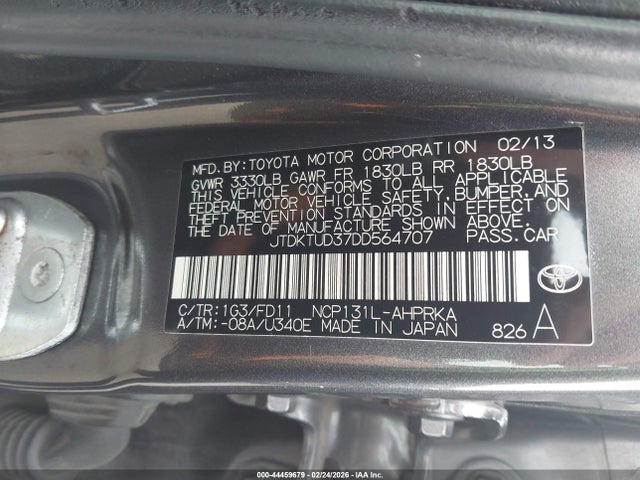 MFD. BY: TOYOTA MOTOR CORPORATION 02/13
GVWR 3330LB GAWR FR 1830LB RR 1830LB
THIS VEHICLE CONFORMS TO ALL APPLICABLE
FEDERAL MOTOR VEHICLE SAFETY, BUMPER, AND
THEFT PREVENTION STANDARDS IN EFFECT ON
THE DATE OF MANUFACTURE SHOWN ABOVE.
JTDKTUD37DD564707 PASS. CAR
C/TR: 1G3/FD11 NCP131L-AHPRKA
A/TM: -08A/U340E MADE IN JAPAN 826 A
TOYOTA
000-44459679 - 02/24/2026 - IAA, Inc.